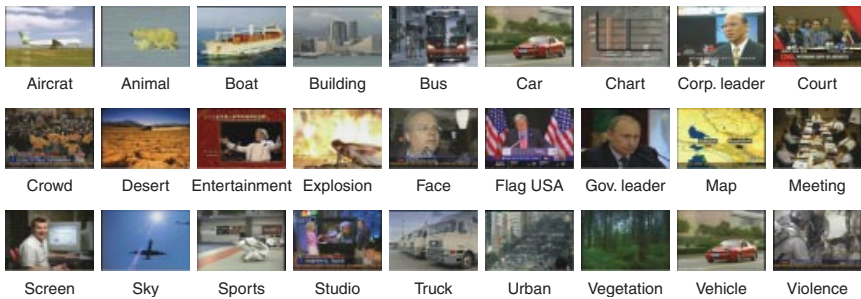 Aircrat Animal Boat Building Bus Car Chart Corp. leader Court
Crowd Desert Entertainment Explosion Face Flag USA Gov. leader Map Meeting
Screen Sky Sports Studio Truck Urban Vegetation Vehicle Violence